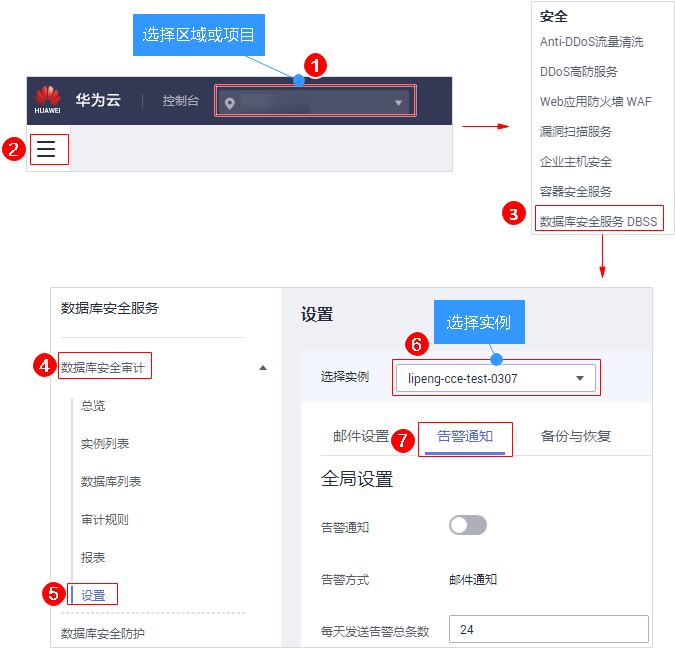 选择区域或项目
1
HUAWEI
华为云
控制台
2
安全
Anti-DDoS流量清洗
DDoS高防服务
Web应用防火墙 WAF
漏洞扫描服务
企业主机安全
容器安全服务
3
数据库安全服务 DBSS
数据库安全服务
4
数据库安全审计
总览
实例列表
数据库列表
审计规则
报表
5
设置
数据库安全防护
设置
选择实例
6
选择实例
lipeng-cce-test-0307
邮件设置
7
告警通知
备份与恢复
全局设置
告警通知
告警方式
邮件通知
每天发送告警总条数
24